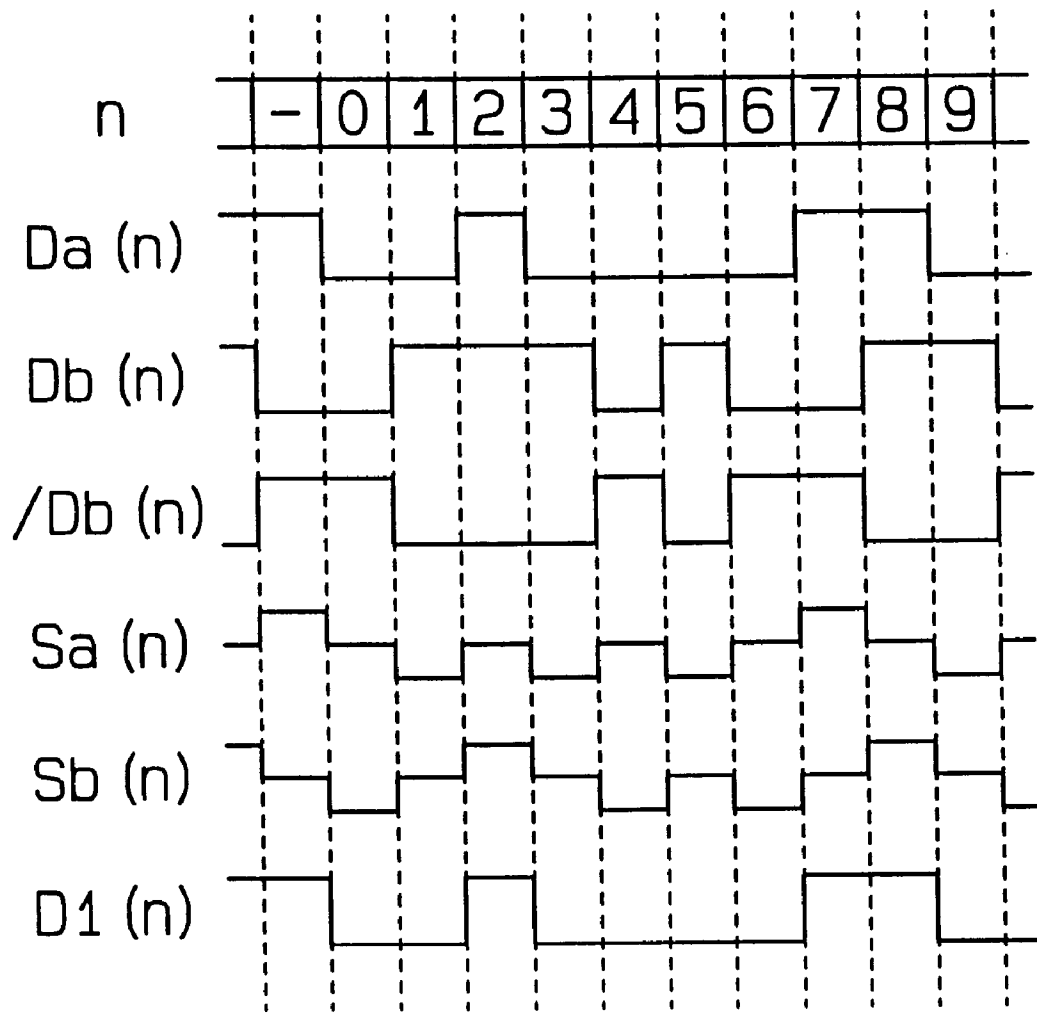 n - 0 1 2 3 4 5 6 7 8 9
Da (n)
Db (n)
/Db (n)
Sa (n)
Sb (n)
D1 (n)